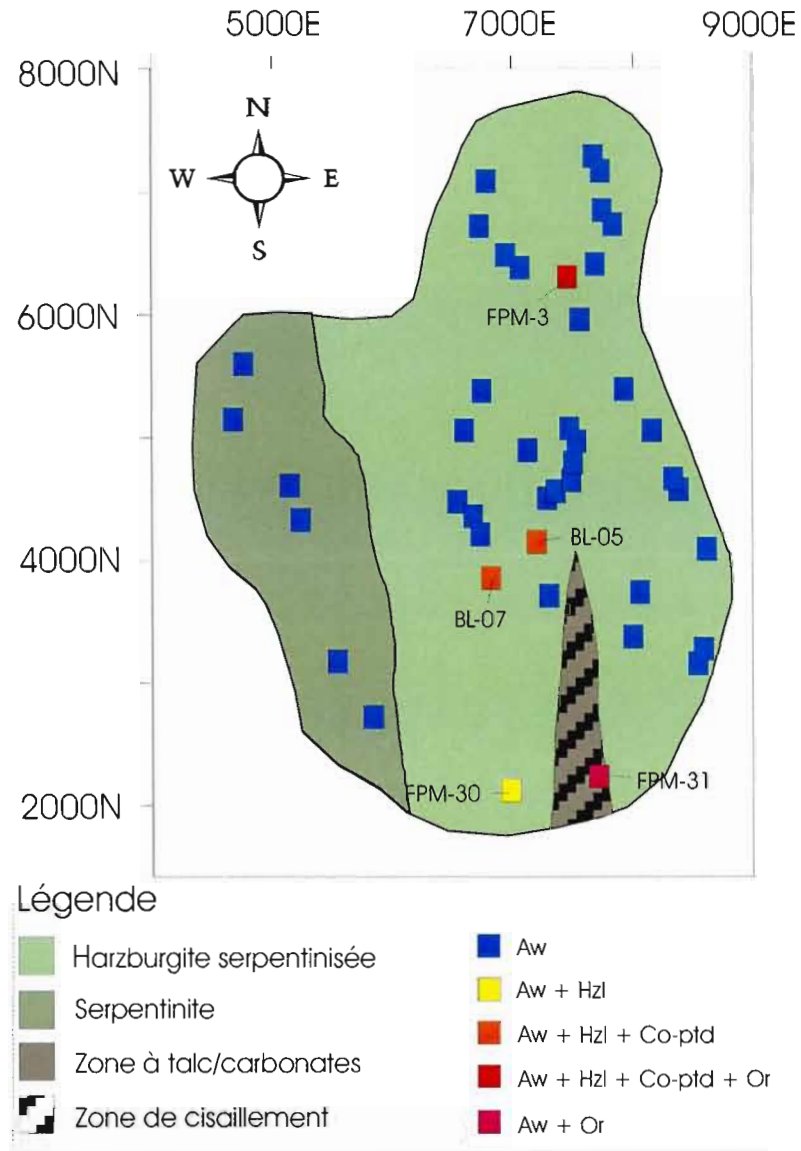 5000E 7000E 9000E
8000N
N
W E
S
FPM-3
6000N
BL-05
4000N
BL-07
FPM-30 FPM-31
2000N
Légende
Harzburgite serpentinisée
Serpentinite
Zone à talc/carbonates
Zone de cisaillement
Aw
Aw + Hzl
Aw + Hzl + Co-ptd
Aw + Hzl + Co-ptd + Or
Aw + Or